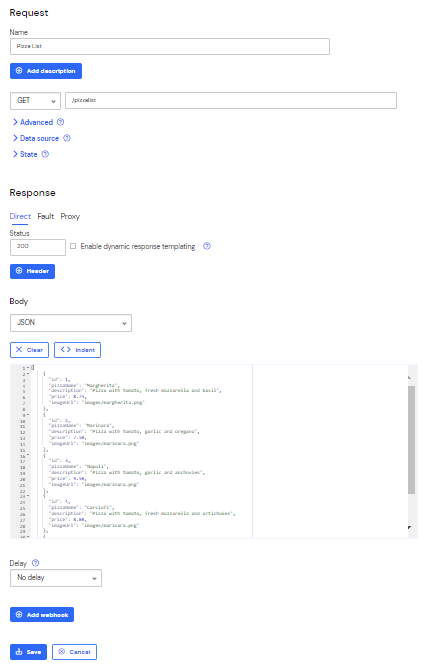 Request
Name
Pizza List
Add description
GET
/pizzalist
Advanced
Data source
State
Response
Direct Fault Proxy
Status
200
Enable dynamic response templating
Header
Body
JSON
Clear
Indent
1 [
2 {
3 "id": 1,
4 "pizzaName": "Margherita",
5 "description": "Pizza with tomato, fresh mozzarella and basil",
6 "price": 8.75,
7 "imageUrl": "images/margherita.png"
8 },
9 {
10 "id": 2,
11 "pizzaName": "Marinara",
12 "description": "Pizza with tomato, garlic and oregano",
13 "price": 7.50,
14 "imageUrl": "images/marinara.png"
15 },
16 {
17 "id": 3,
18 "pizzaName": "Napoli",
19 "description": "Pizza with tomato, garlic and anchovies",
20 "price": 9.50,
21 "imageUrl": "images/marinara.png"
22 },
23 {
24 "id": 4,
25 "pizzaName": "Carciofi",
26 "description": "Pizza with tomato, fresh mozzarella and artichokes",
27 "price": 8.80,
28 "imageUrl": "images/marinara.png"
29 },
30 {
Delay
No delay
Add webhook
Save
Cancel